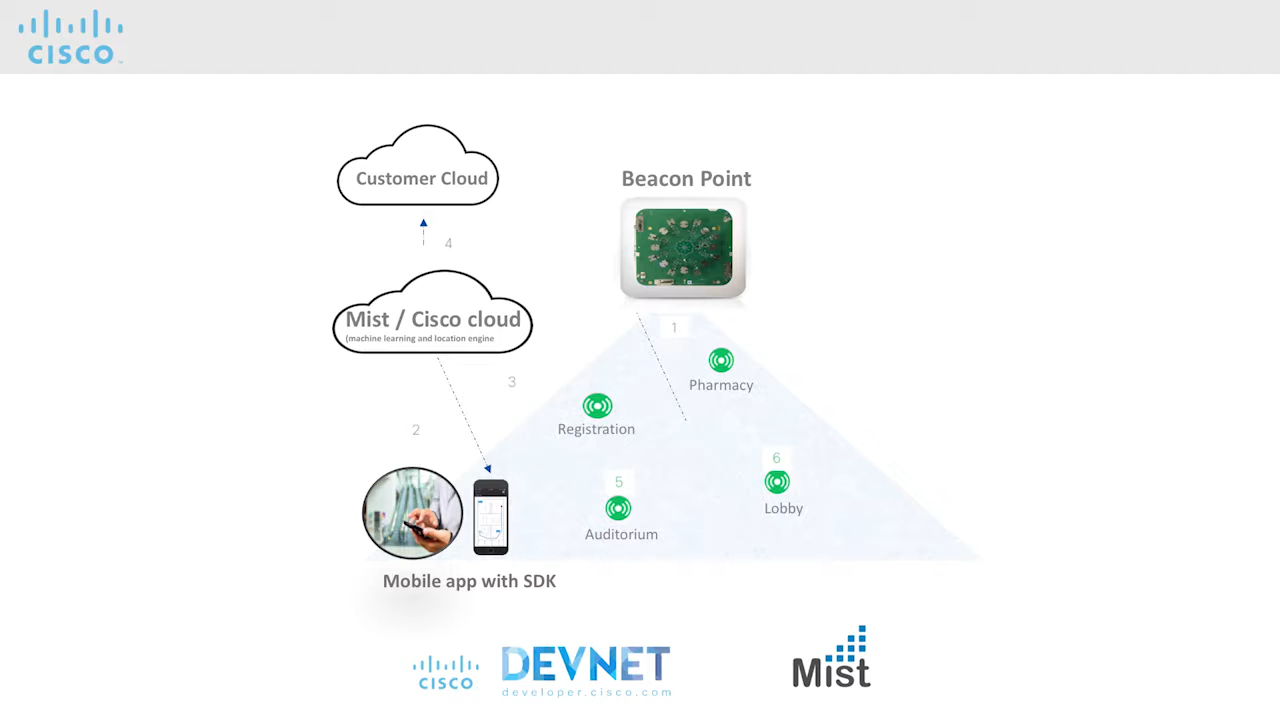 CISCO
Customer Cloud
Beacon Point
4
Mist / Cisco cloud
(machine learning and location engine
1
3
Pharmacy
Registration
2
6
5
Lobby
Auditorium
Mobile app with SDK
CISCO
DEVNET
developer.cisco.com
Mist